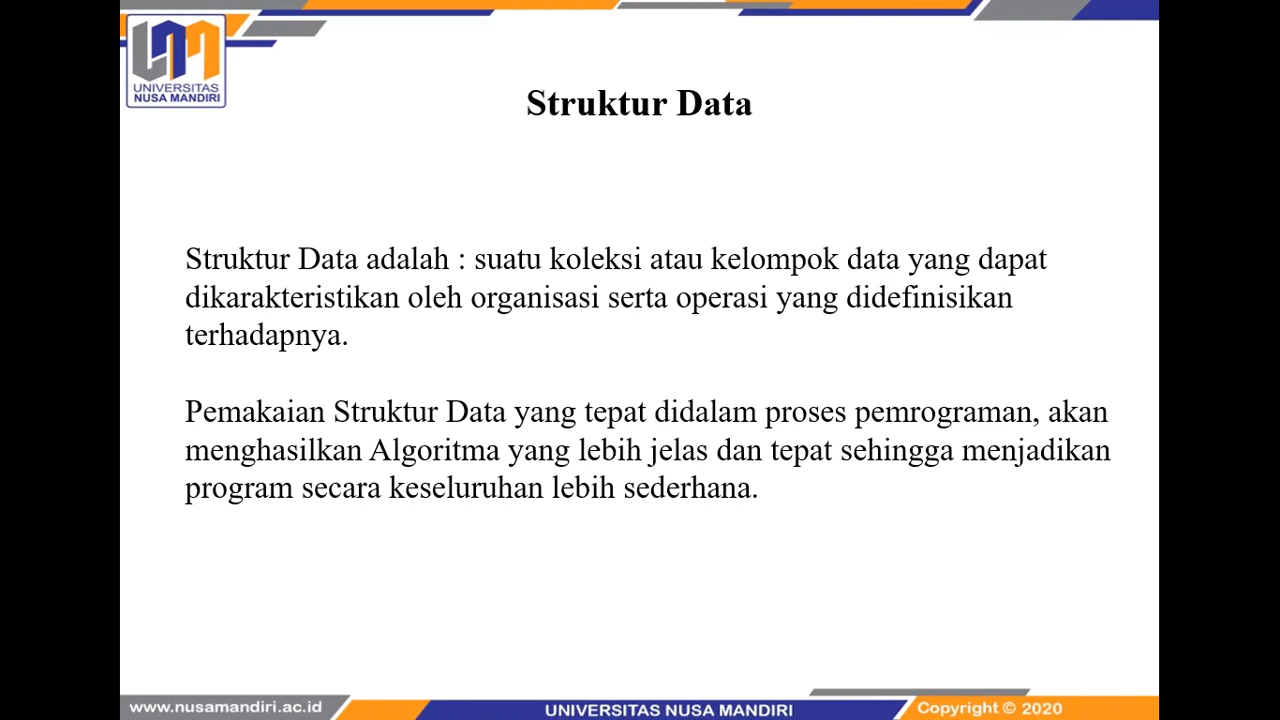 UNIVERSITAS
NUSA MANDIRI
Struktur Data
Struktur Data adalah : suatu koleksi atau kelompok data yang dapat
dikarakteristikan oleh organisasi serta operasi yang didefinisikan
terhadapnya.
Pemakaian Struktur Data yang tepat didalam proses pemrograman, akan
menghasilkan Algoritma yang lebih jelas dan tepat sehingga menjadikan
program secara keseluruhan lebih sederhana.
www.nusamandiri.ac.id
UNIVERSITAS NUSA MANDIRI
Copyright © 2020